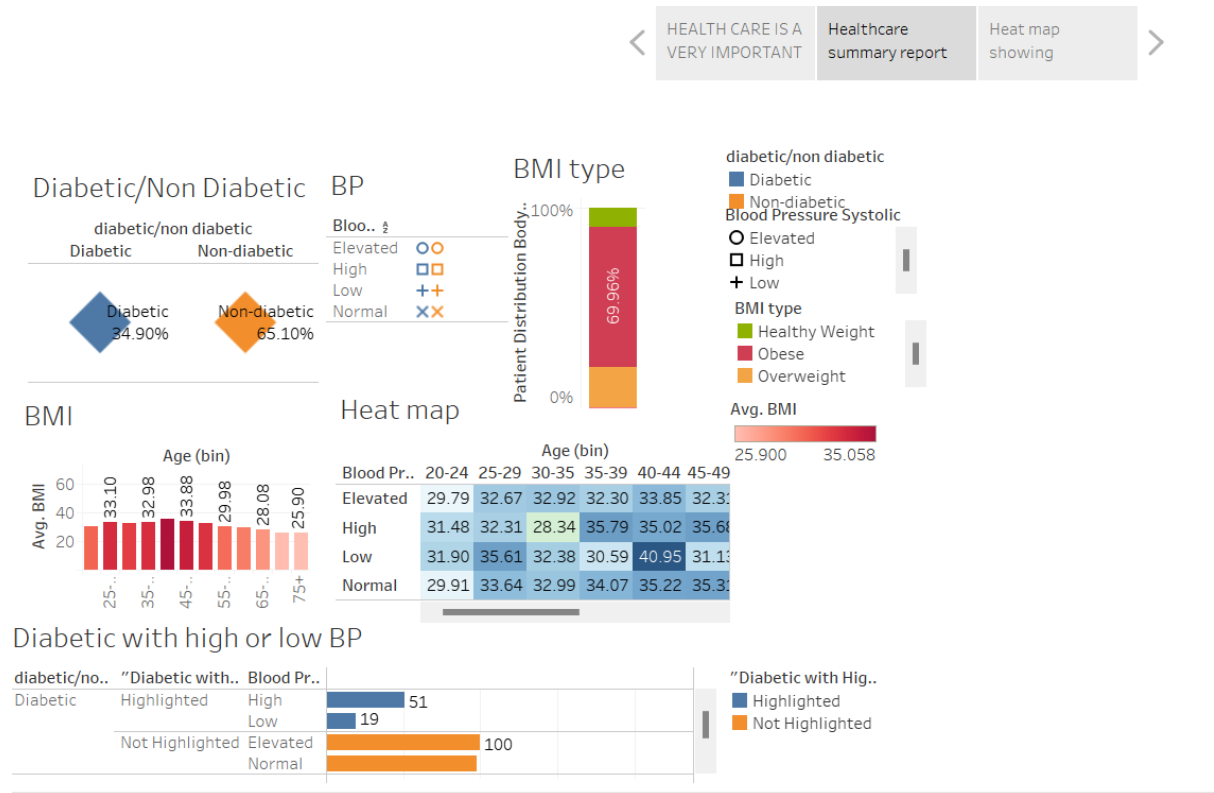 HEALTH CARE IS A
VERY IMPORTANT
Healthcare
summary report
Heat map
showing
Diabetic/Non Diabetic
diabetic/non diabetic
Diabetic
Non-diabetic
Diabetic
34.90%
Non-diabetic
65.10%
BP
Bloo..
Elevated
High
Low
Normal
BMI type
Patient Distribution Body..
100%
69.96%
0%
diabetic/non diabetic
Diabetic
Non-diabetic
Blood Pressure Systolic
Elevated
High
Low
BMI type
Healthy Weight
Obese
Overweight
Avg. BMI
25.900 35.058
BMI
Age (bin)
Avg. BMI
60
40
20
33.10
32.98
33.88
29.98
28.08
25.90
25-..
35-..
45-..
55-..
65-..
75+
Heat map
Age (bin)
Blood Pr.. 20-24 25-29 30-35 35-39 40-44 45-49
Elevated 29.79 32.67 32.92 32.30 33.85 32.31
High 31.48 32.31 28.34 35.79 35.02 35.68
Low 31.90 35.61 32.38 30.59 40.95 31.13
Normal 29.91 33.64 32.99 34.07 35.22 35.31
Diabetic with high or low BP
diabetic/no.. "Diabetic with.. Blood Pr..
Diabetic Highlighted High 51
Low 19
Not Highlighted Elevated 100
Normal
"Diabetic with Hig..
Highlighted
Not Highlighted